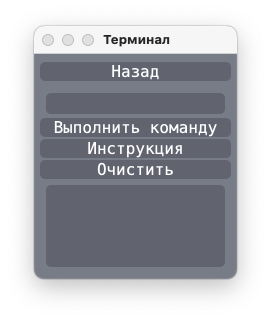 Терминал
Назад
Выполнить команду
Инструкция
Очистить